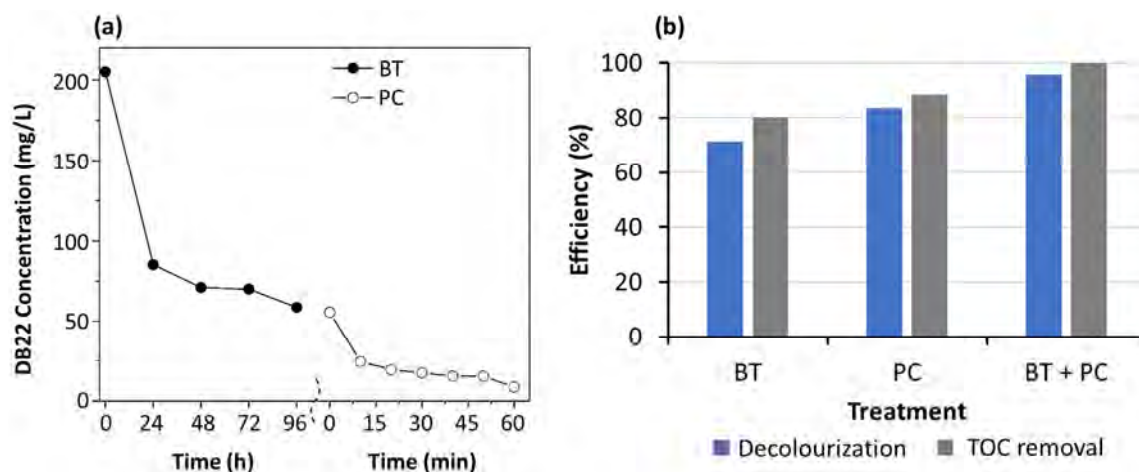 (a)
DB22 Concentration (mg/L)
200
150
100
50
0
BT
PC
0 24 48 72 96 0 15 30 45 60
Time (h) Time (min)
(b)
Efficiency (%)
100
80
60
40
20
0
BT PC BT + PC
Treatment
Decolourization TOC removal